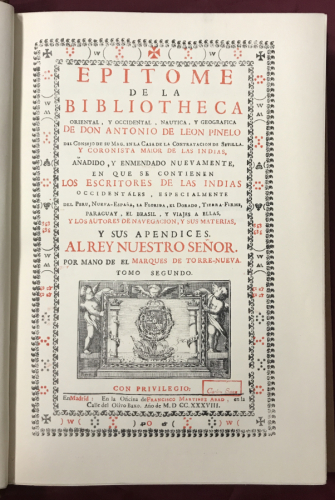 EPITOME
DE LA
BIBLIOTHECA
ORIENTAL, Y OCCIDENTAL, NAUTICA, Y GEOGRAFICA
DE DON ANTONIO DE LEON PINELO
DEL CONSEJO DE SU MAG. EN LA CASA DE LA CONTRATACION DE SEVILLA,
Y CORONISTA MAIOR DE LAS INDIAS,
AÑADIDO, Y ENMENDADO NUEVAMENTE,
EN QUE SE CONTIENEN
LOS ESCRITORES DE LAS INDIAS
OCCIDENTALES, ESPECIALMENTE
DEL PERU, NUEVA-ESPAÑA, LA FLORIDA, EL DORADO, TIERRA-FIRME,
PARAGUAY, EL BRASIL, Y VIAJES A ELLAS,
Y LOS AUTORES DE NAVEGACION, Y SUS MATERIAS,
Y SUS APENDICES.
AL REY NUESTRO SEÑOR.
POR MANO DE EL MARQUES DE TORRE-NUEVA.
TOMO SEGUNDO.
CON PRIVILEGIO:
En Madrid: En la Oficina de FRANCISCO MARTINEZ ABAD, en la
Calle del Olivo Baxo. Año de M. D CC. XXXVIII.